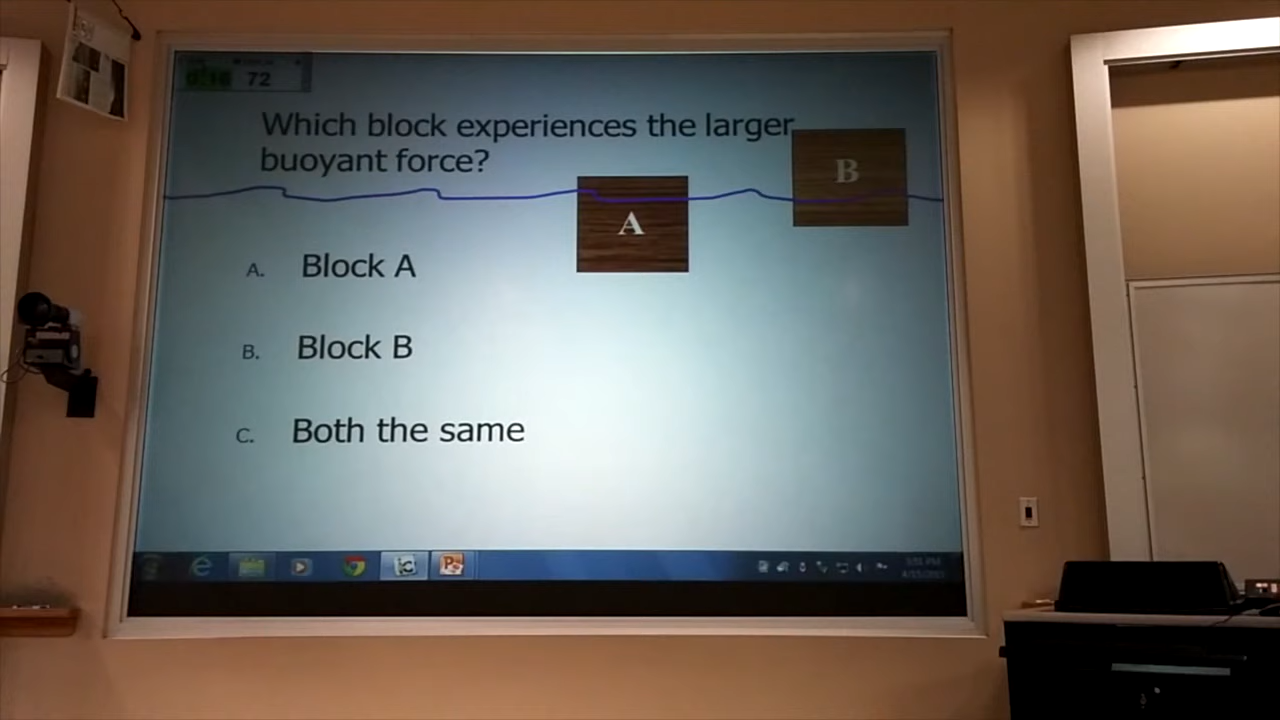 72
Which block experiences the larger
buoyant force?
B
A
A. Block A
B. Block B
C. Both the same